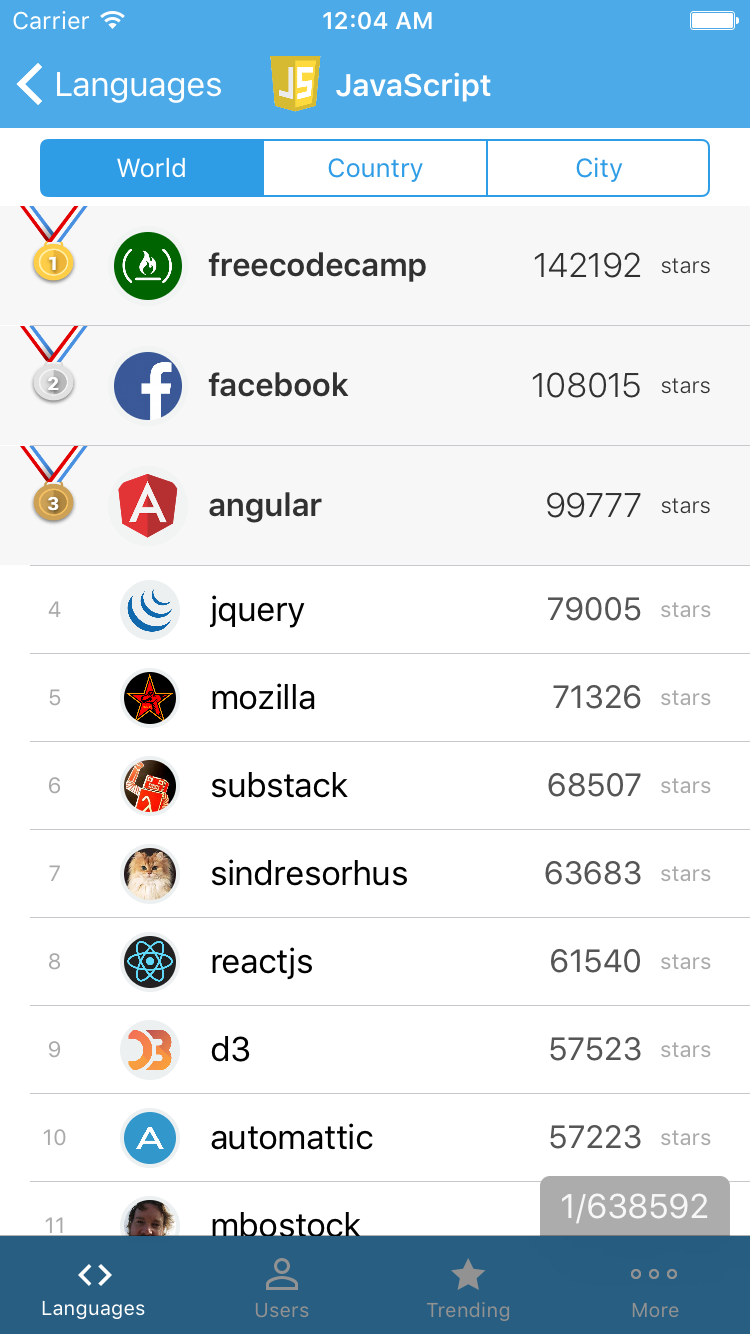 Carrier 12:04 AM
Languages JS JavaScript
World Country City
1 freecodecamp 142192 stars
2 facebook 108015 stars
3 angular 99777 stars
4 jquery 79005 stars
5 mozilla 71326 stars
6 substack 68507 stars
7 sindresorhus 63683 stars
8 reactjs 61540 stars
9 d3 57523 stars
10 automattic 57223 stars
11 mbostock 1/638592
Languages Users Trending More